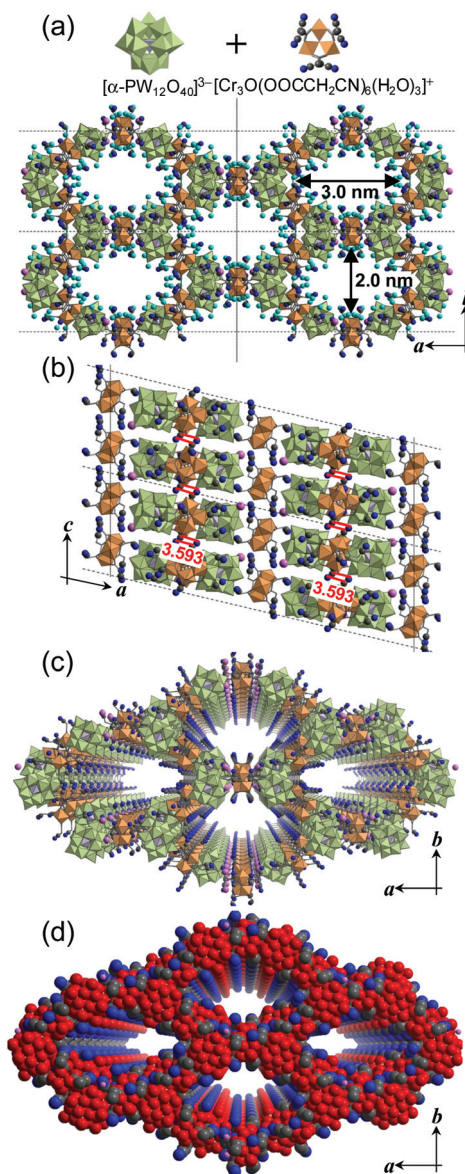 (a)
+
[α-PW₁₂O₄₀]³⁻ [Cr₃O(OOCCH₂CN)₆(H₂O)₃]⁺
3.0 nm
2.0 nm
a
(b)
c
a
3.593
3.593
(c)
b
a
(d)
b
a